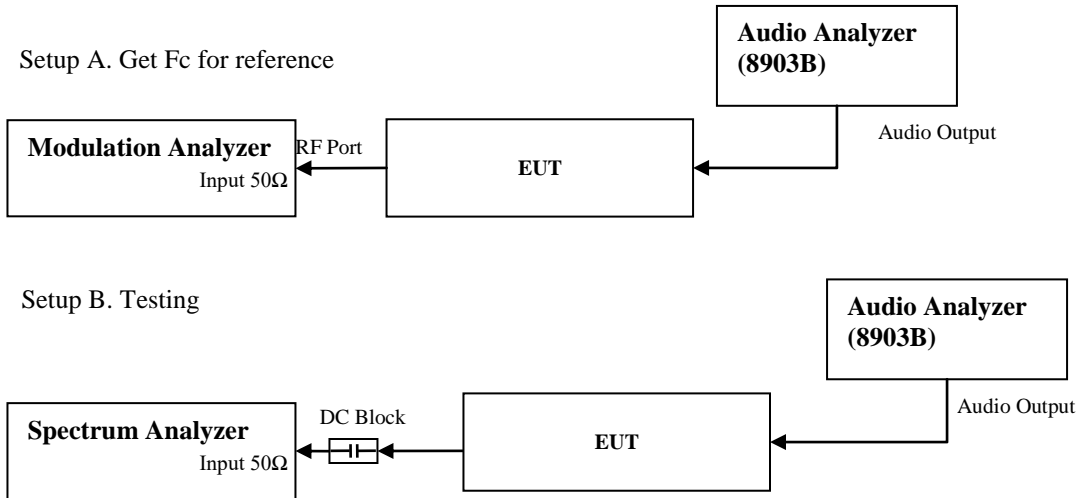 Setup A. Get Fc for reference
Audio Analyzer
(8903B)
Audio Output
Modulation Analyzer
Input 50Ω
RF Port
EUT
Setup B. Testing
Audio Analyzer
(8903B)
Audio Output
Spectrum Analyzer
Input 50Ω
DC Block
EUT